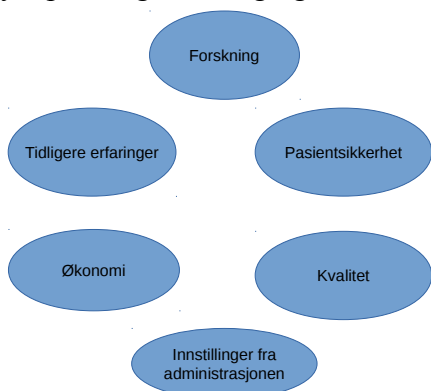 Forskning
Tidligere erfaringer
Pasientsikkerhet
Økonomi
Kvalitet
Innstillinger fra
administrasjonen